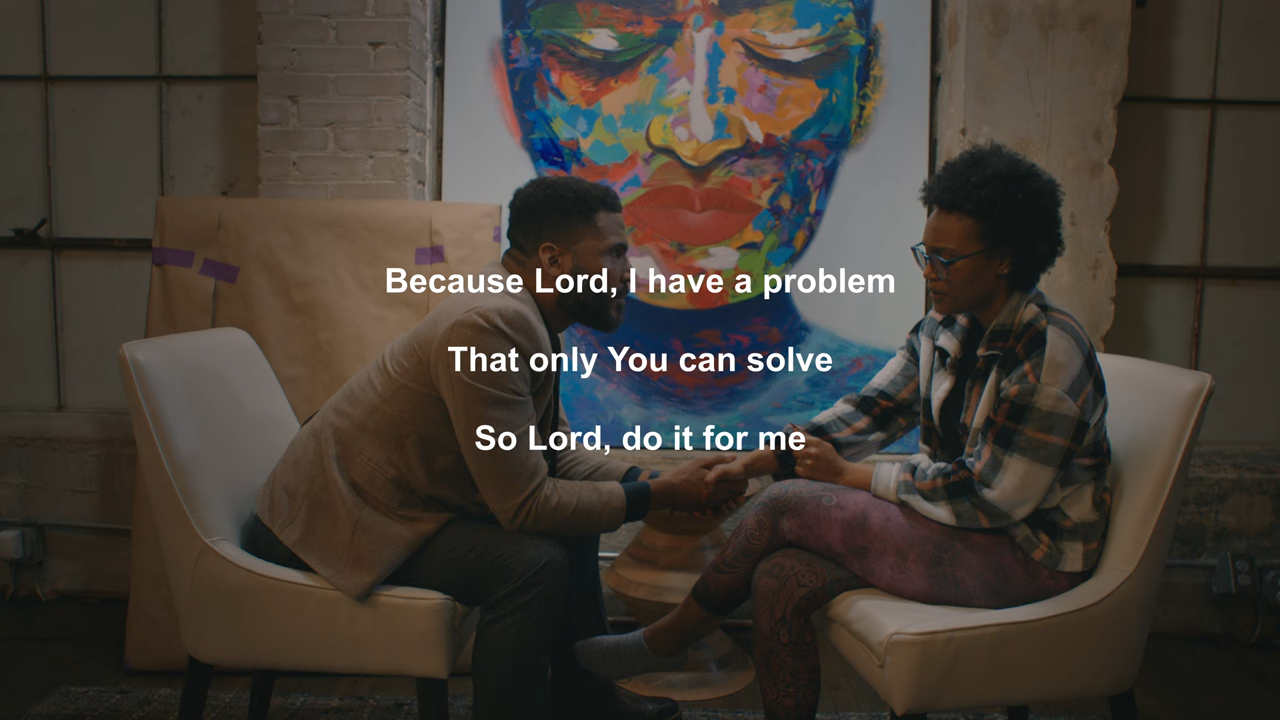 Because Lord, I have a problem
That only You can solve
So Lord, do it for me